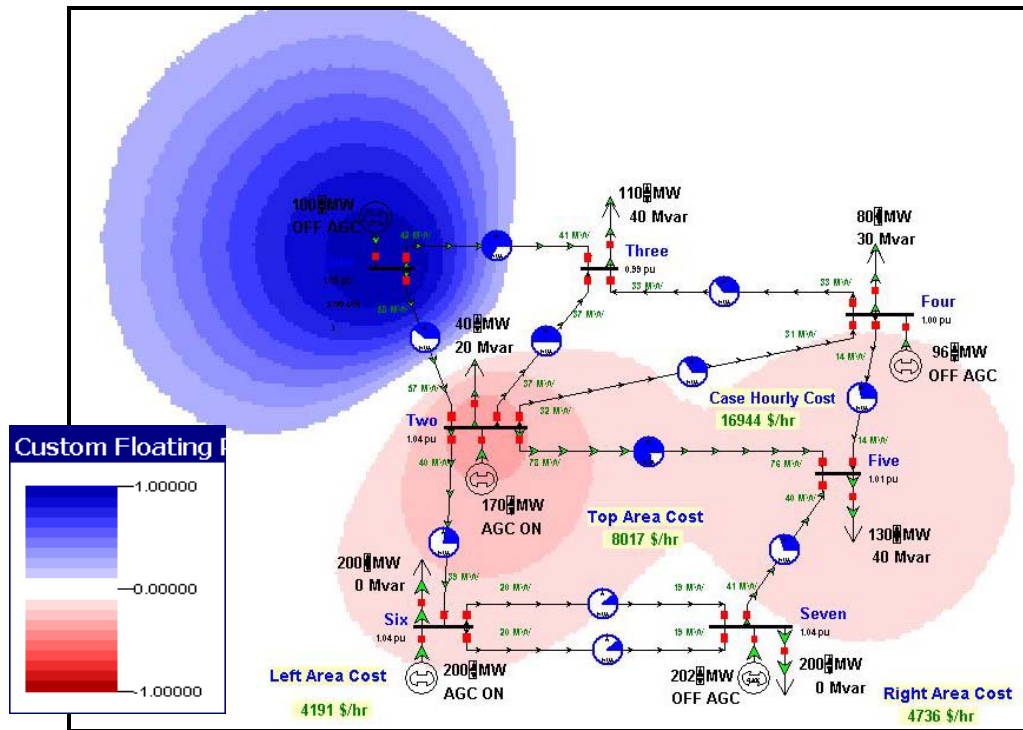 110 MW
40 Mvar
80 MW
30 Mvar
100 MW
OFF AGC
42 MW
41 MW
Three
0.99 pu
33 MW
33 MW
Four
1.00 pu
37 MW
31 MW
14 MW
96 MW
OFF AGC
40 MW
20 Mvar
57 MW
37 MW
32 MW
Case Hourly Cost
16944 $/hr
Two
1.04 pu
14 MW
Custom Floating
40 MW
78 MW
76 MW
Five
1.01 pu
40 MW
1.00000
170 MW
AGC ON
Top Area Cost
8017 $/hr
130 MW
40 Mvar
200 MW
0 Mvar
0.00000
39 MW
20 MW
19 MW
41 MW
Six
1.04 pu
Seven
1.04 pu
20 MW
19 MW
Left Area Cost
4191 $/hr
200 MW
AGC ON
202 MW
OFF AGC
200 MW
0 Mvar
-1.00000
Right Area Cost
4736 $/hr